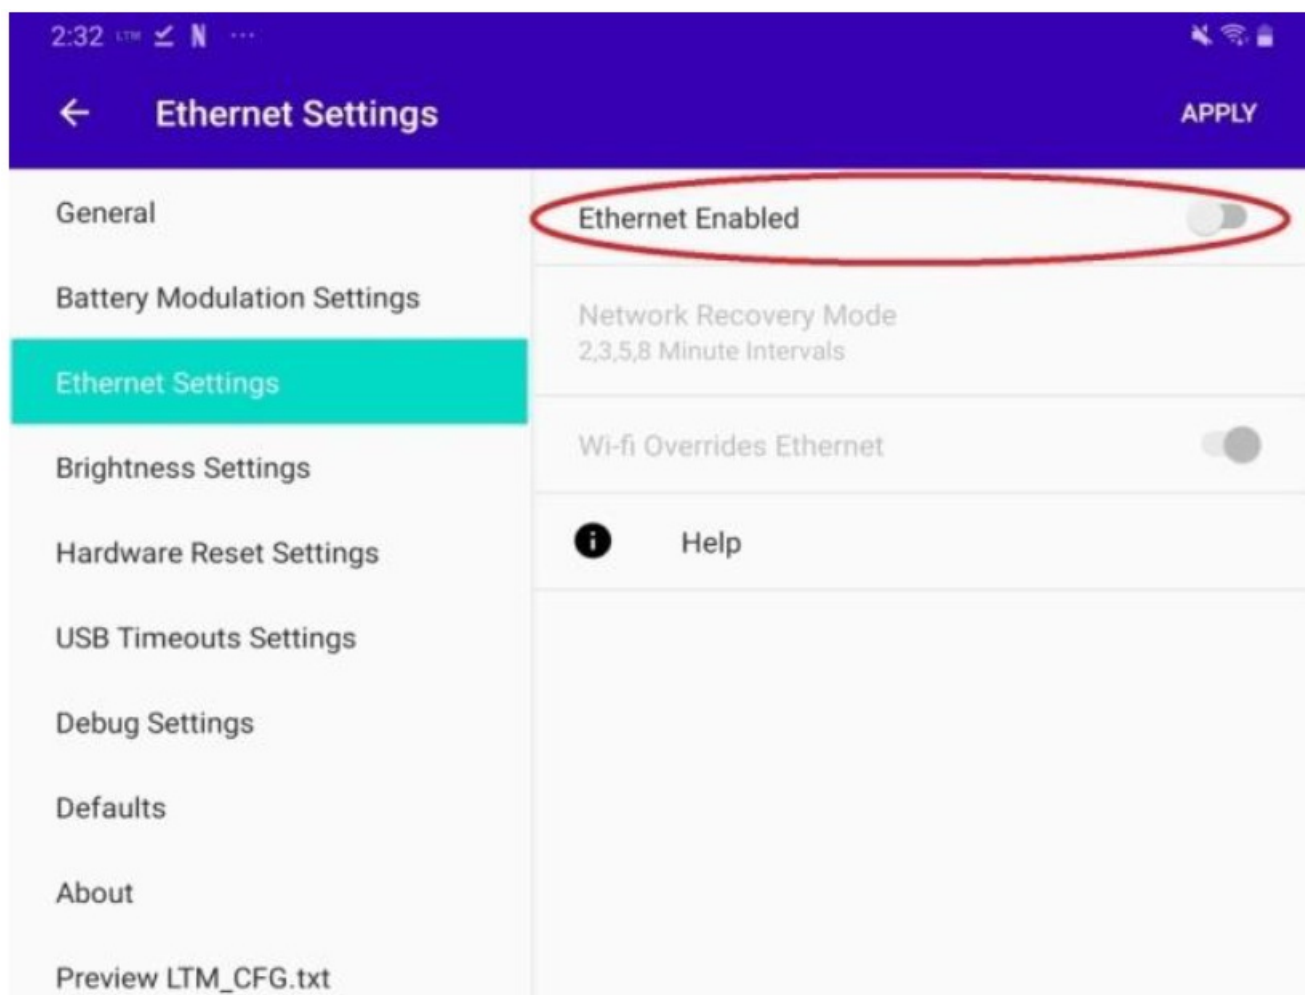 2:32 LTM N ...
Ethernet Settings
APPLY
General
Battery Modulation Settings
Ethernet Settings
Brightness Settings
Hardware Reset Settings
USB Timeouts Settings
Debug Settings
Defaults
About
Preview LTM_CFG.txt
Ethernet Enabled
Network Recovery Mode
2,3,5,8 Minute Intervals
Wi-fi Overrides Ethernet
Help